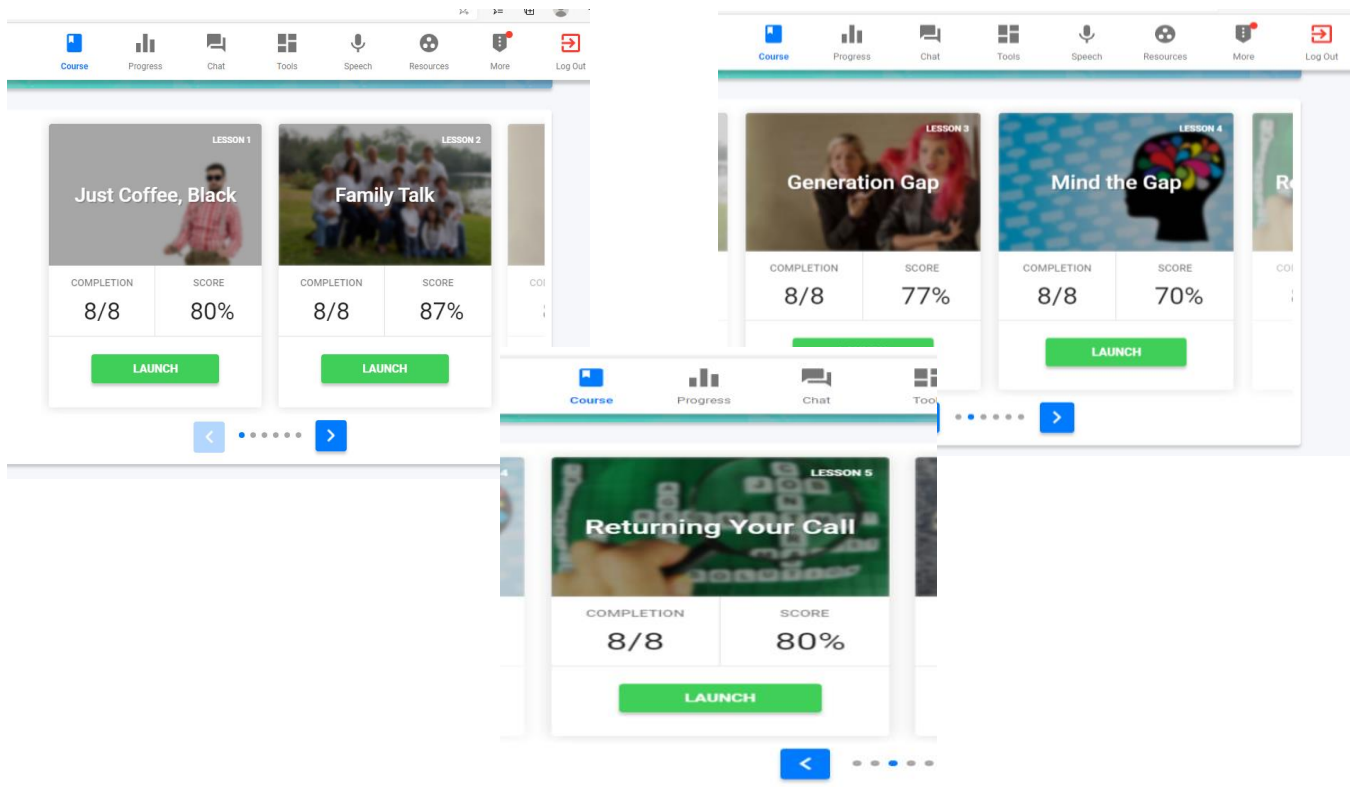 Course Progress Chat Tools Speech Resources More Log Out
LESSON 1 LESSON 2
Just Coffee, Black Family Talk
COMPLETION SCORE COMPLETION SCORE
8/8 80% 8/8 87%
LAUNCH LAUNCH
Course Progress Chat Tools Speech Resources More Log Out
LESSON 3 LESSON 4
Generation Gap Mind the Gap
COMPLETION SCORE COMPLETION SCORE
8/8 77% 8/8 70%
LAUNCH
Course Progress Chat
LESSON 5
Returning Your Call
COMPLETION SCORE
8/8 80%
LAUNCH